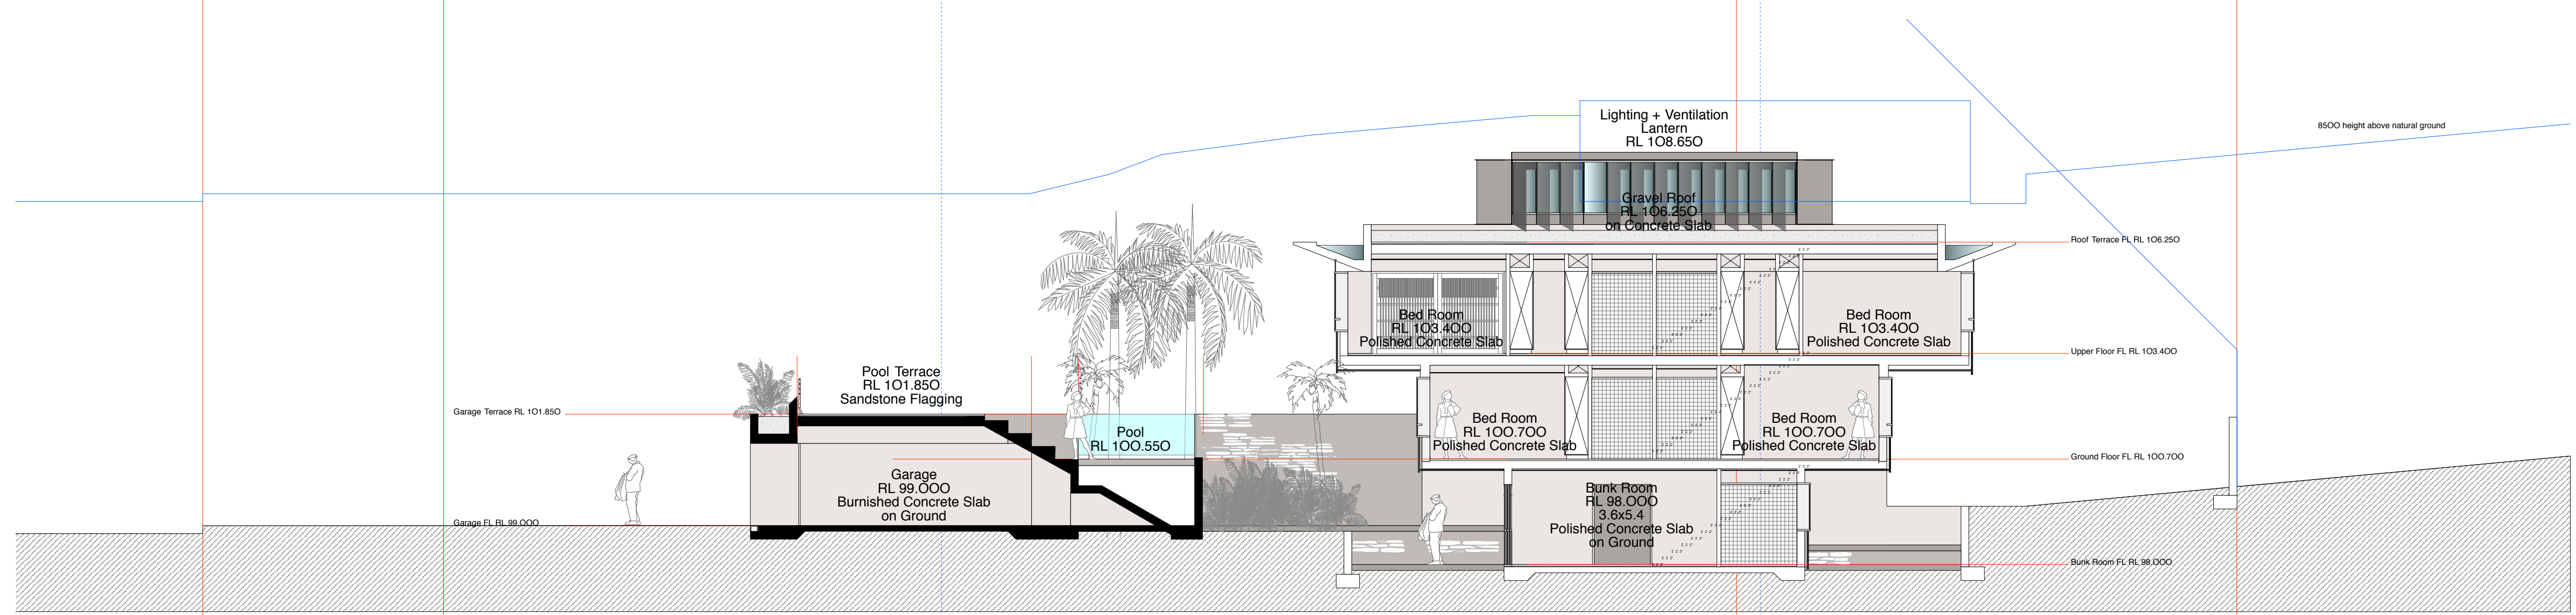 Lighting + Ventilation
Lantern
RL 108.650
8500 height above natural ground
Gravel Roof
RL 106.250
on Concrete Slab
Roof Terrace FL RL 106.250
Bed Room
RL 103.400
Polished Concrete Slab
Bed Room
RL 103.400
Polished Concrete Slab
Upper Floor FL RL 103.400
Pool Terrace
RL 101.850
Sandstone Flagging
Garage Terrace RL 101.850
Pool
RL 100.550
Bed Room
RL 100.700
Polished Concrete Slab
Bed Room
RL 100.700
Polished Concrete Slab
Ground Floor FL RL 100.700
Garage
RL 99.000
Burnished Concrete Slab
on Ground
Garage FL RL 99.000
Bunk Room
RL 98.000
3.6x5.4
Polished Concrete Slab
on Ground
Bunk Room FL RL 98.000